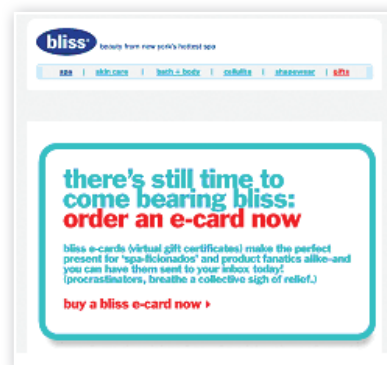 bliss®
beauty from new york's hottest spa
spa | skin care | bath + body | cellulite | shapewear | gifts
there's still time to
come bearing bliss:
order an e-card now
bliss e-cards (virtual gift certificates) make the perfect
present for 'spa-ficionados' and product fanatics alike–and
you can have them sent to your inbox today!
(procrastinators, breathe a collective sigh of relief.)
buy a bliss e-card now ▸